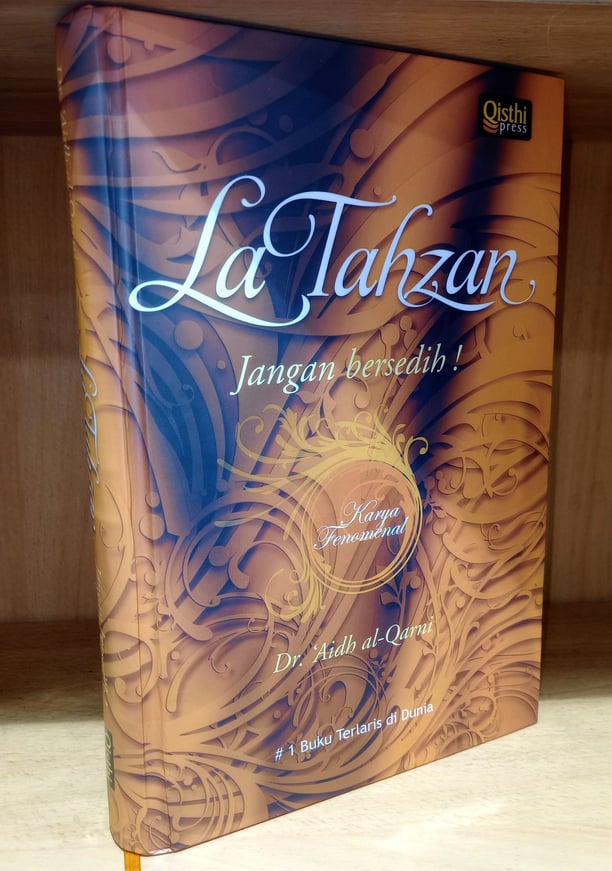 Qisthi
press
La Tahzan
Jangan bersedih !
Karya
Fenomenal
Dr. 'Aidh al-Qarni
# 1 Buku Terlaris di Dunia